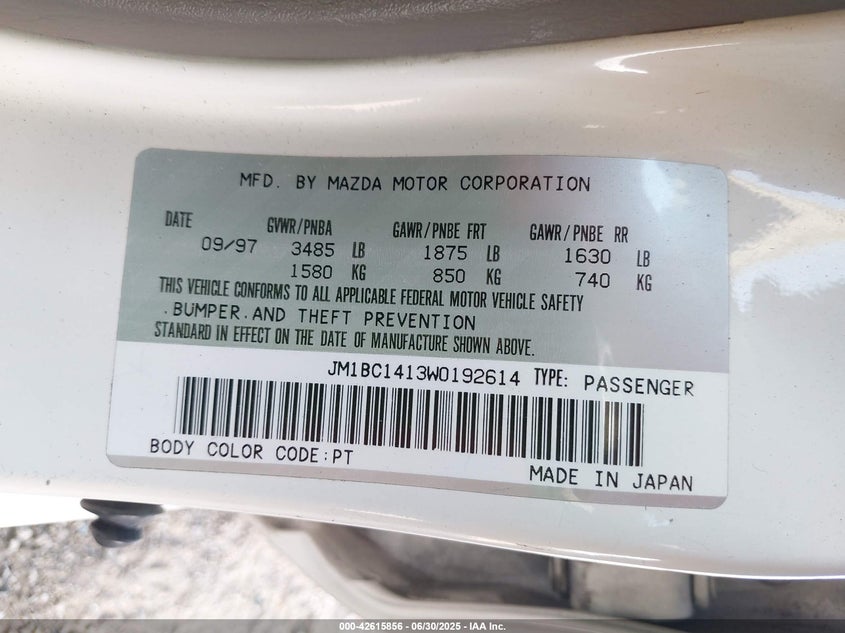 MFD. BY MAZDA MOTOR CORPORATION
DATE GVWR/PNBA GAWR/PNBE FRT GAWR/PNBE RR
09/97 3485 LB 1875 LB 1630 LB
1580 KG 850 KG 740 KG
THIS VEHICLE CONFORMS TO ALL APPLICABLE FEDERAL MOTOR VEHICLE SAFETY
.BUMPER.AND THEFT PREVENTION
STANDARD IN EFFECT ON THE DATE OF MANUFACTURE SHOWN ABOVE.
JM1BC1413W0192614 TYPE: PASSENGER
BODY COLOR CODE:PT
MADE IN JAPAN
000-42615856 - 06/30/2025 - IAA Inc.